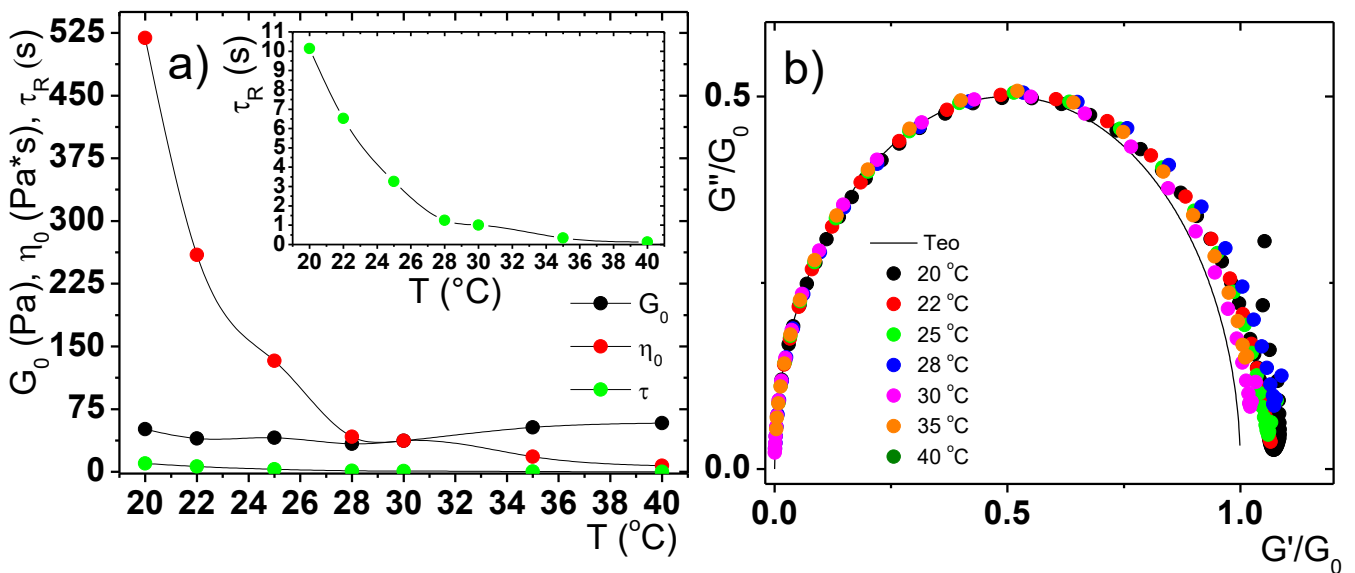 a)
G₀ (Pa), η₀ (Pa*s), τ_R (s)
525
450
375
300
225
150
75
0
20 22 24 26 28 30 32 34 36 38 40
T (°C)
τ_R (s)
11
10
9
8
7
6
5
4
3
2
1
0
20 22 24 26 28 30 32 34 36 38 40
T (°C)
G₀
η₀
τ
b)
G''/G₀
0.5
0.0
0.0 0.5 1.0
G'/G₀
Teo
20 °C
22 °C
25 °C
28 °C
30 °C
35 °C
40 °C